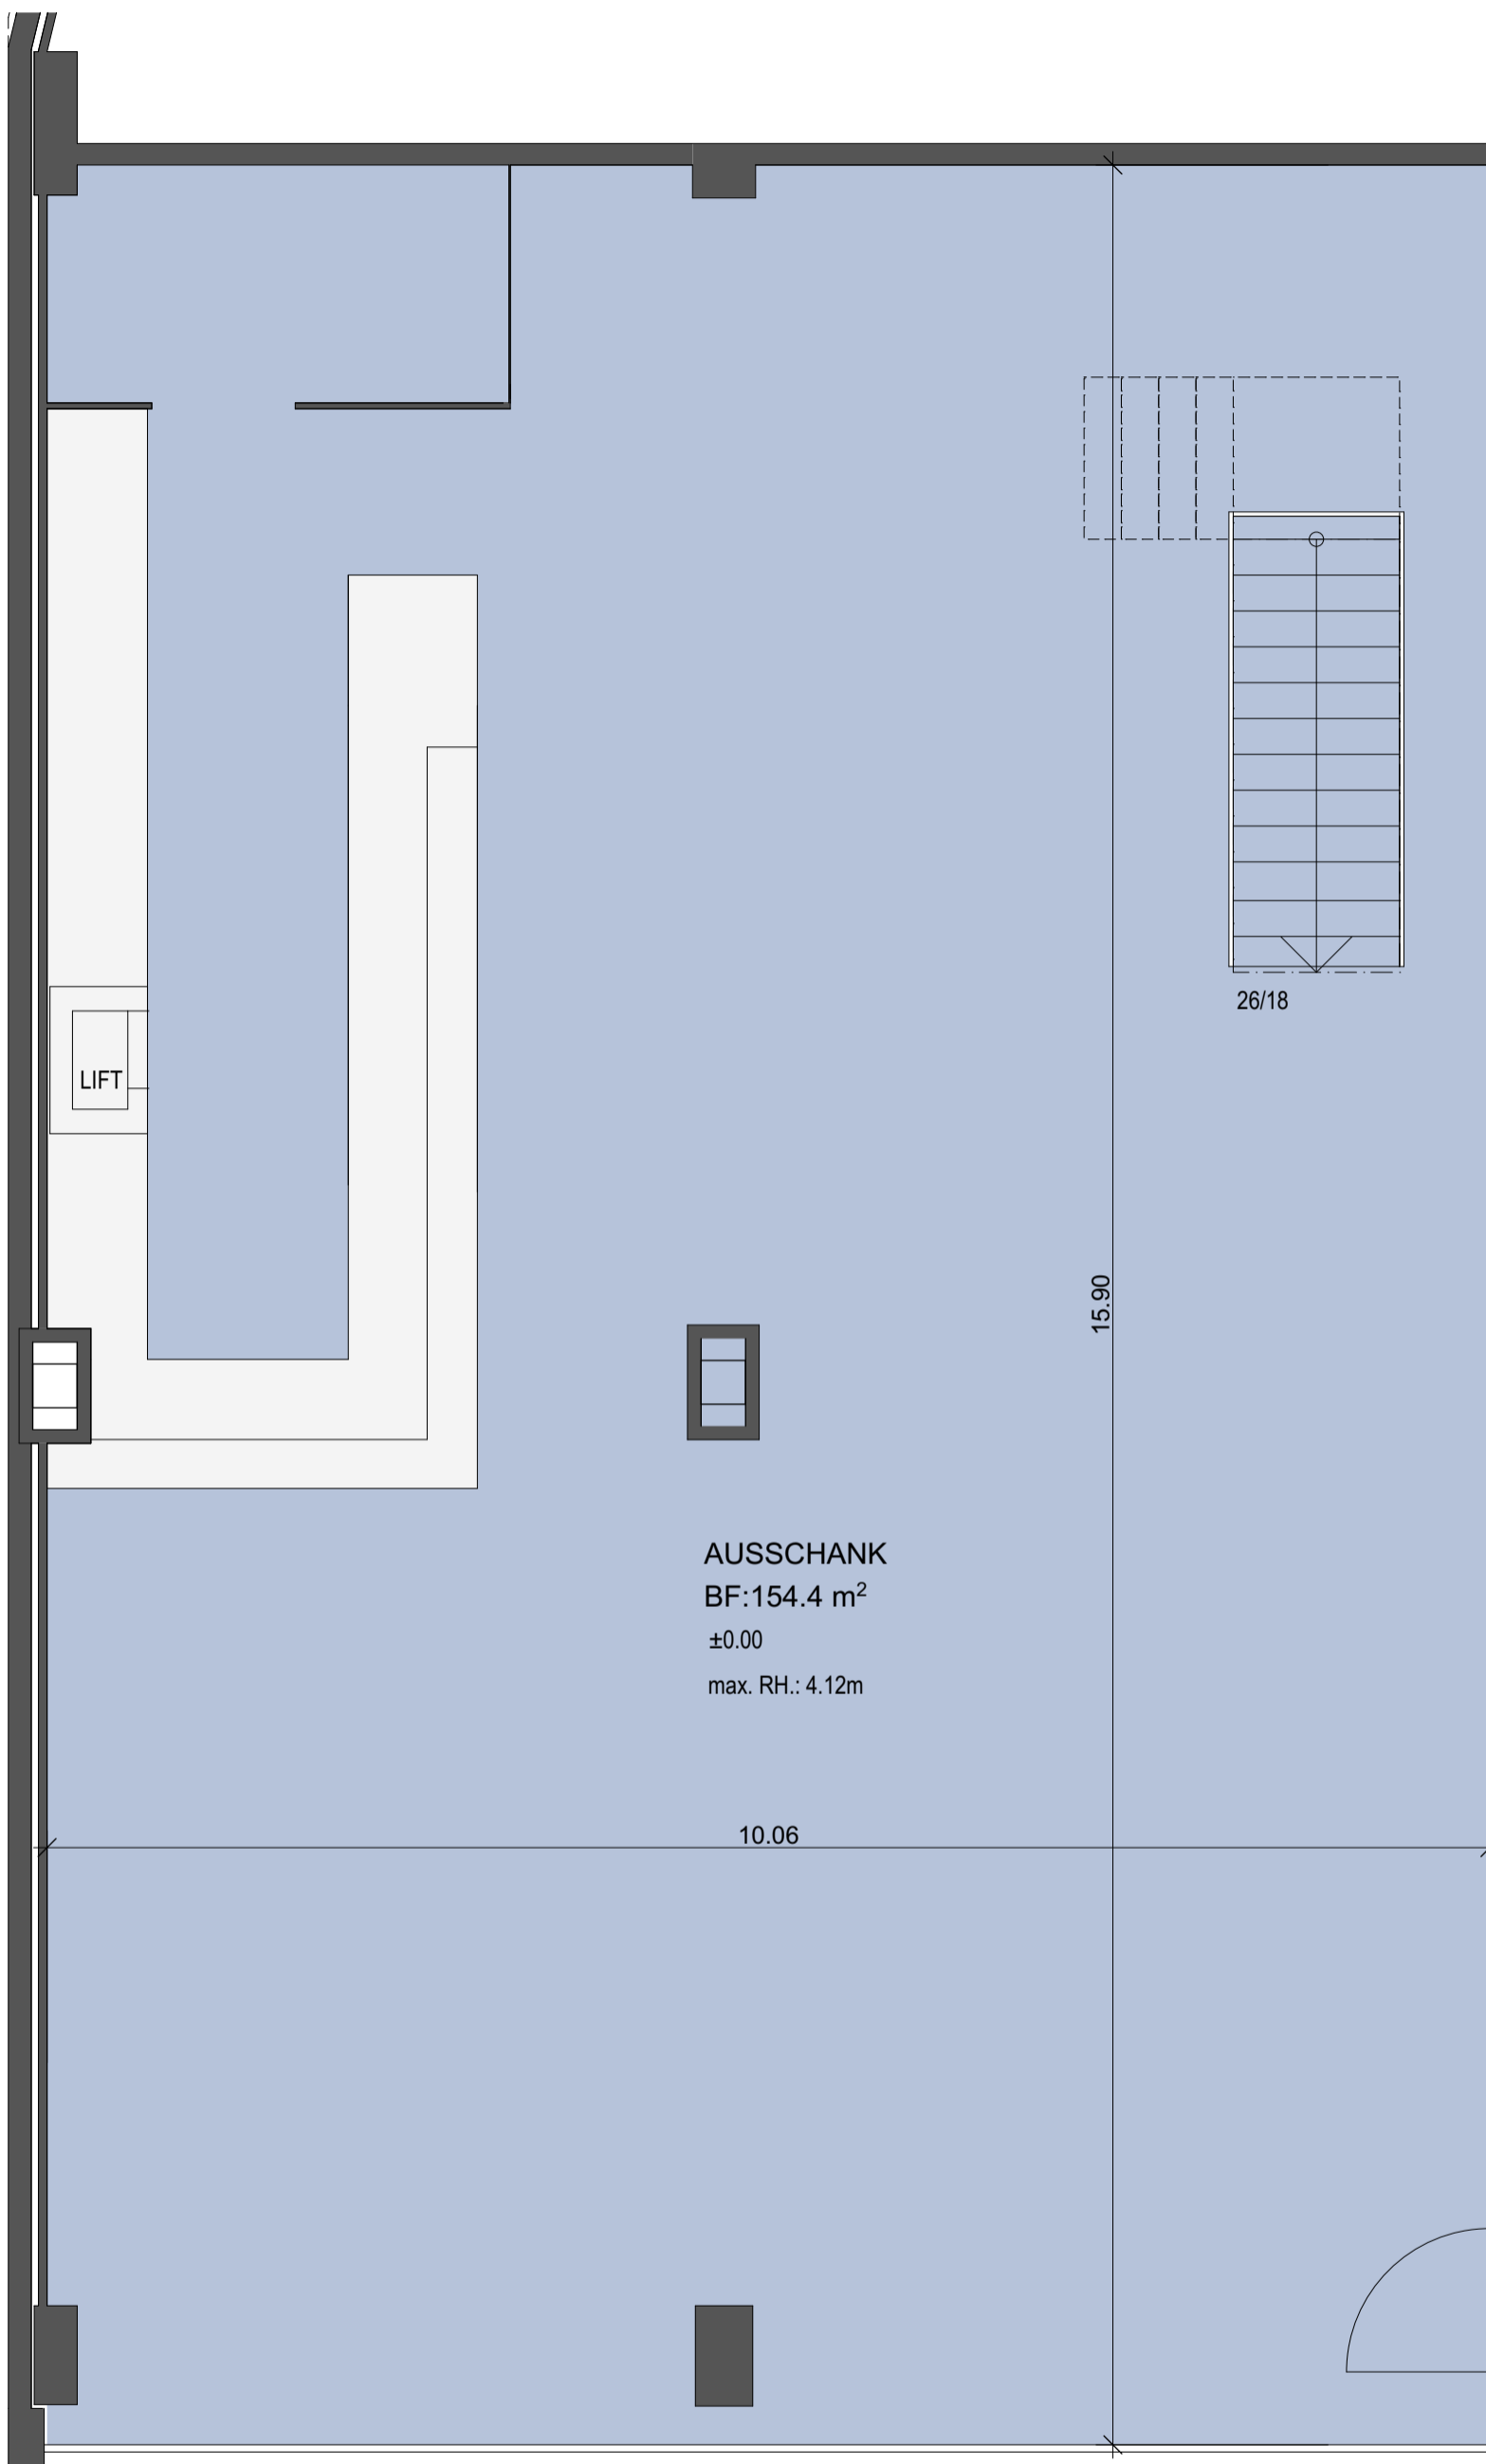 26/18
LIFT
15.90
AUSSCHANK
BF:154.4 m²
±0.00
max. RH.: 4.12m
10.06